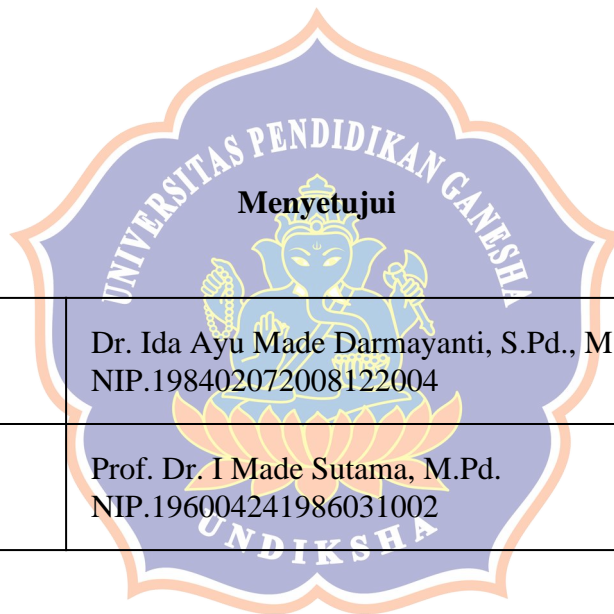 UNIVERSITAS PENDIDIKAN GANESHA
Menyetujui
Dr. Ida Ayu Made Darmayanti, S.Pd., M
NIP.198402072008122004
Prof. Dr. I Made Sutama, M.Pd.
NIP.196004241986031002
UNDIKSHA